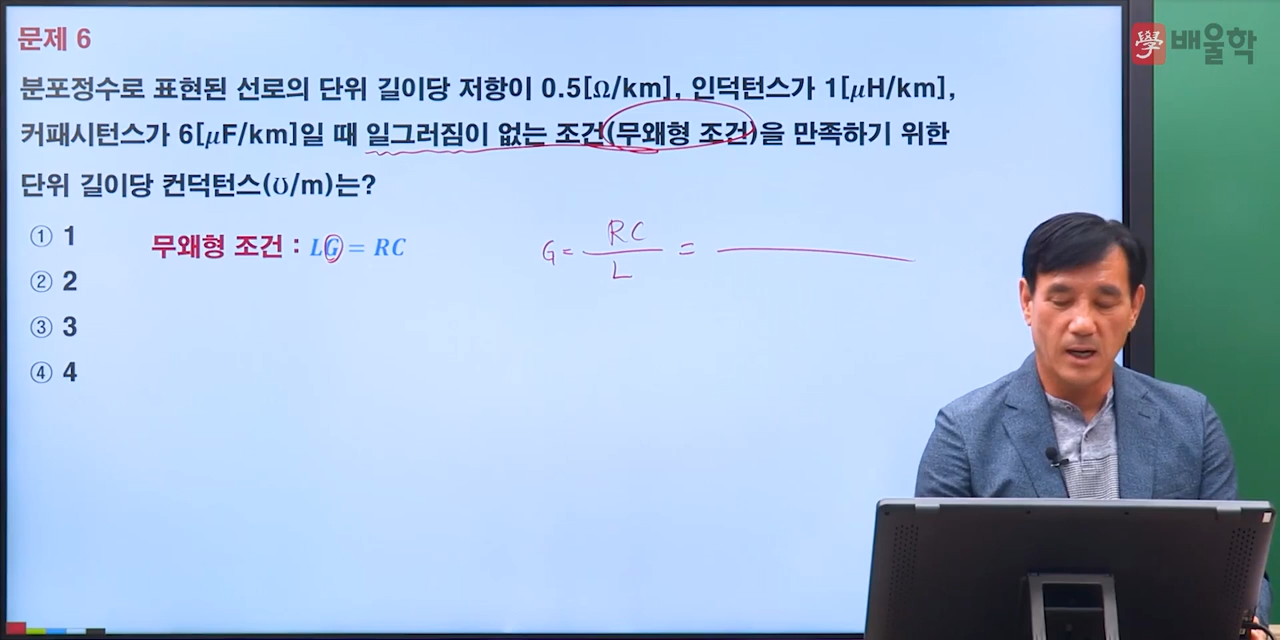 문제 6
學 배울학
분포정수로 표현된 선로의 단위 길이당 저항이 0.5[Ω/km], 인덕턴스가 1[μH/km],
커패시턴스가 6[μF/km]일 때 일그러짐이 없는 조건(무왜형 조건)을 만족하기 위한
단위 길이당 컨덕턴스(℧/m)는?
① 1
무왜형 조건 : LG = RC
G = RC/L =
② 2
③ 3
④ 4